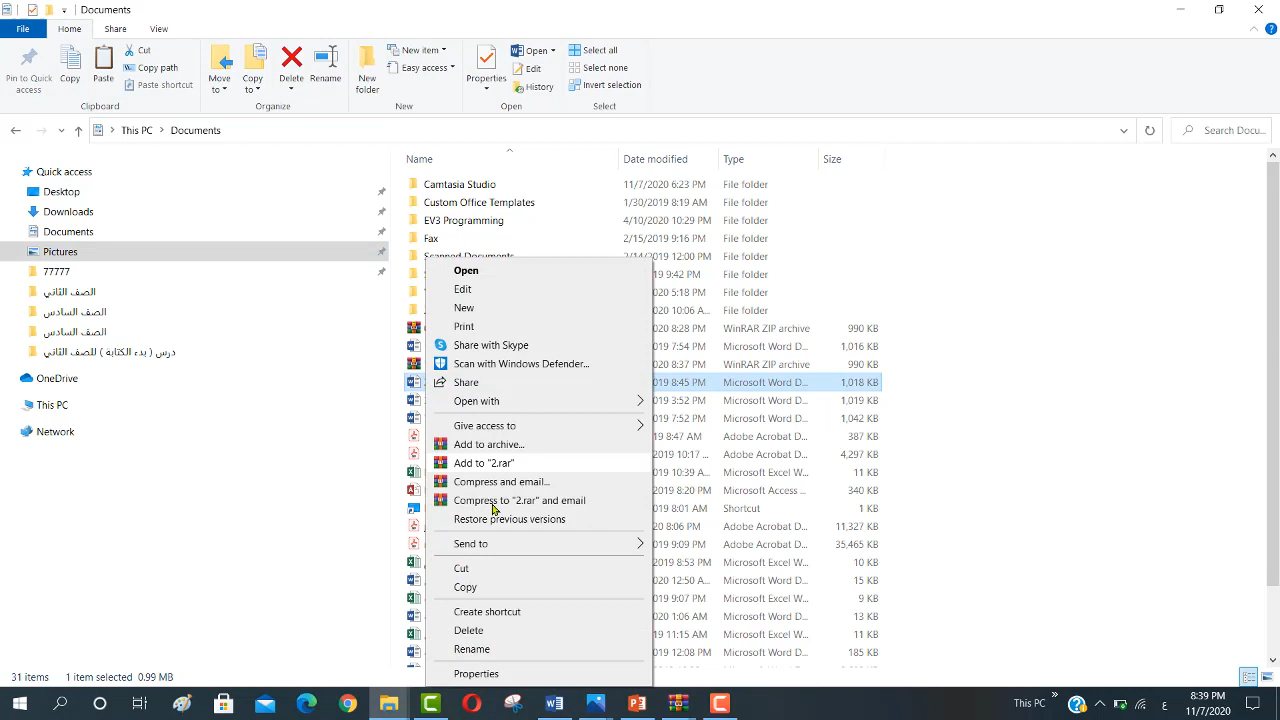 Documents
File
Home
Share
View
Pin to Quick access
Copy
Paste
Cut
Copy path
Paste shortcut
Clipboard
Move to
Copy to
Delete
Rename
Organize
New folder
New item
Easy access
New
Properties
Open
Edit
History
Open
Select all
Select none
Invert selection
Select
This PC
Documents
Search Docu...
Quick access
Desktop
Downloads
Documents
Pictures
77777
الصف الثاني
الصف السادس
الصف السادس
درس ( بدء الكتابة ) للصف الثاني
OneDrive
This PC
Network
Name Date modified Type Size
Camtasia Studio 11/7/2020 6:23 PM File folder
Custom Office Templates 1/30/2019 8:19 AM File folder
EV3 Programming 4/10/2020 10:29 PM File folder
Fax 2/15/2019 9:16 PM File folder
Scanned Documents 2/14/2019 12:00 PM File folder
19 9:42 PM File folder
020 5:18 PM File folder
020 10:06 A... File folder
019 8:28 PM WinRAR ZIP archive 990 KB
019 7:54 PM Microsoft Word D... 1,016 KB
019 8:37 PM WinRAR ZIP archive 990 KB
019 8:45 PM Microsoft Word D... 1,018 KB
019 3:52 PM Microsoft Word D... 1,019 KB
019 7:52 PM Microsoft Word D... 1,042 KB
19 8:47 AM Adobe Acrobat D... 387 KB
2019 10:17 ... Adobe Acrobat D... 4,297 KB
019 10:39 A... Microsoft Excel W... 11 KB
019 8:20 PM Microsoft Access ... 340 KB
019 8:01 AM Shortcut
20 8:06 PM Adobe Acrobat D... 11,327 KB
019 9:09 PM Adobe Acrobat D... 35,465 KB
2019 8:53 PM Microsoft Excel W... 10 KB
020 12:50 A... Microsoft Word D... 15 KB
019 9:07 PM Microsoft Excel W... 9 KB
020 1:06 AM Microsoft Word D... 13 KB
19 11:15 AM Microsoft Excel W... 11 KB
19 12:08 PM Microsoft Word D... 185 KB
Open
Edit
New
Print
Share with Skype
Scan with Windows Defender...
Share
Open with
Give access to
Add to archive...
Add to "2.rar"
Compress and email...
Compress to "2.rar" and email
Restore previous versions
Send to
Cut
Copy
Create shortcut
Delete
Rename
Properties
31 items 1 item selected 0.99 MB
This PC
8:39 PM
11/7/2020